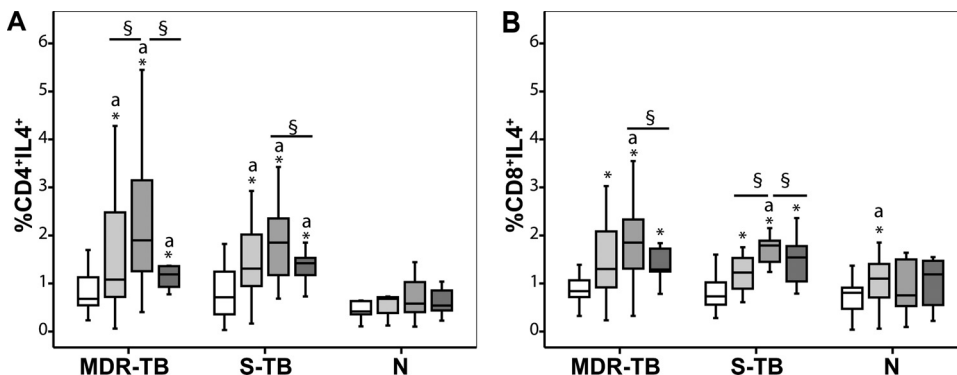 A
B
%CD4⁺IL4⁺
6
5
4
3
2
1
0
§ §
a
*
a
*
a
*
§
a
*
a
*
a
*
MDR-TB S-TB N
%CD8⁺IL4⁺
6
5
4
3
2
1
0
§
*
a
*
*
§ §
*
a
*
*
a
*
MDR-TB S-TB N